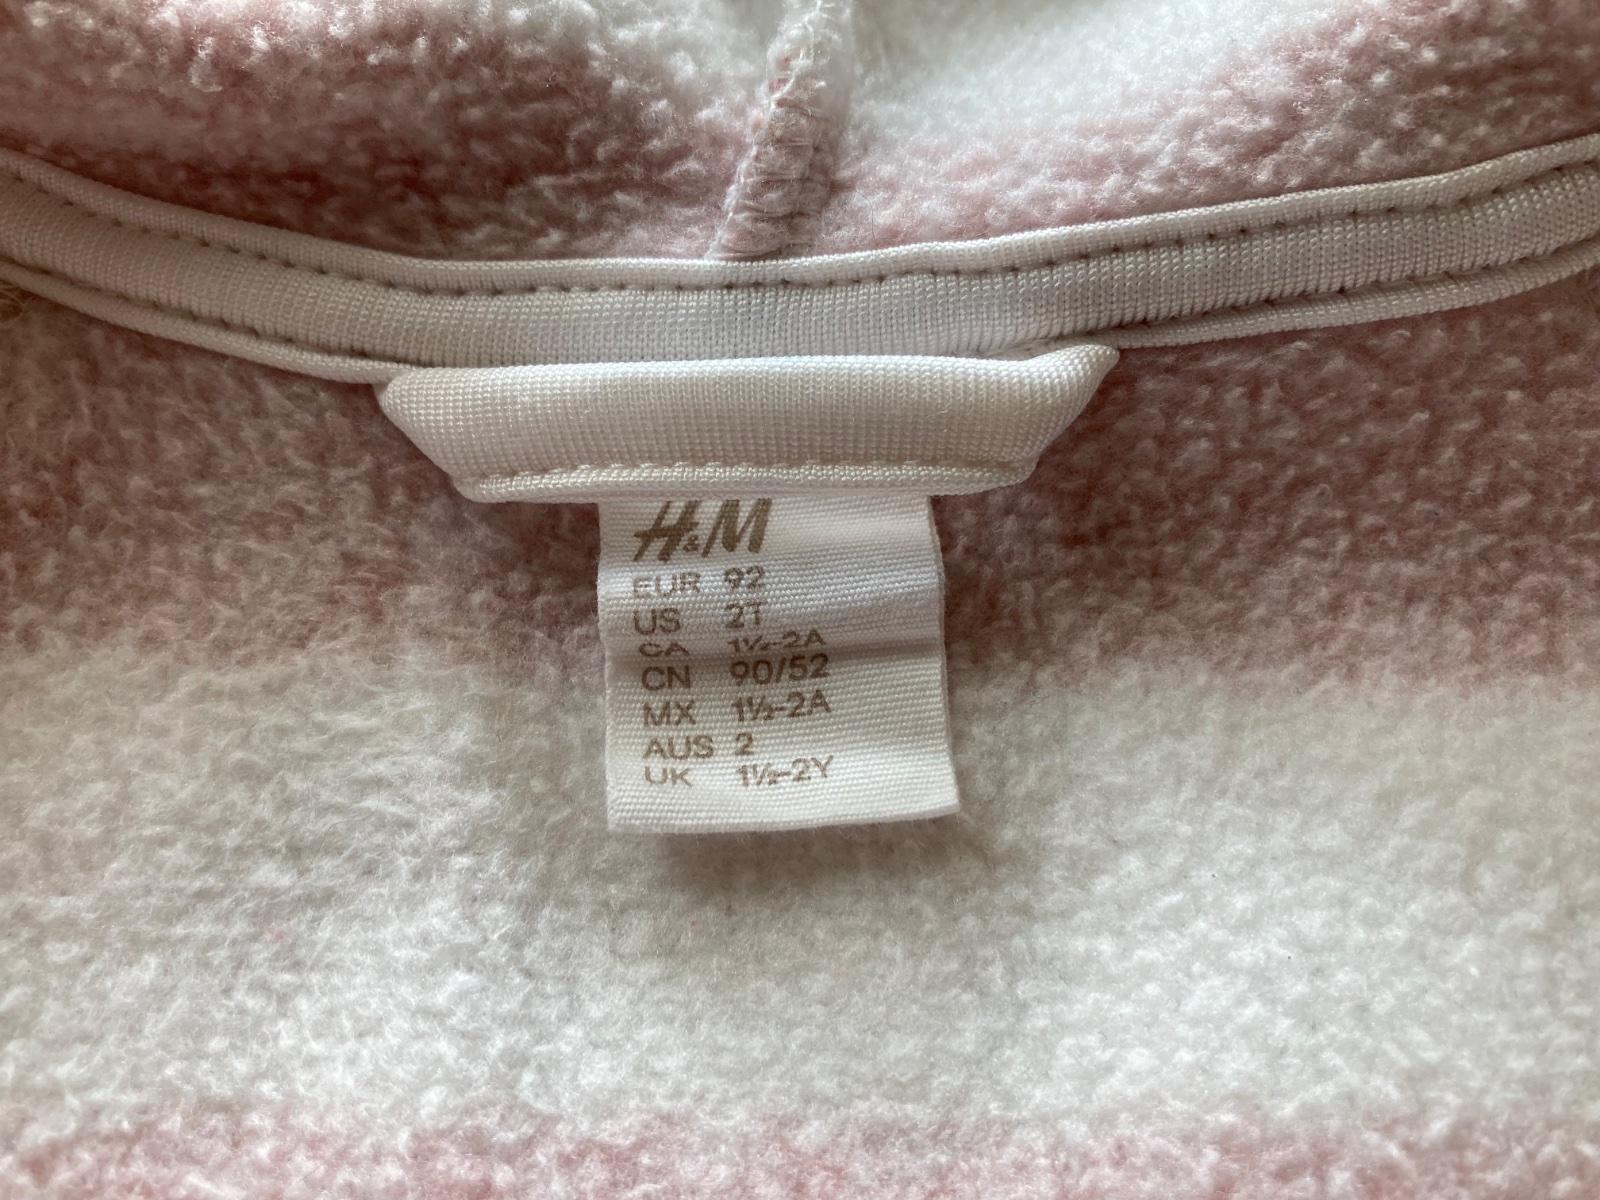 H&M
EUR 92
US 2T
CA 1½-2A
CN 90/52
MX 1½-2A
AUS 2
UK 1½-2Y